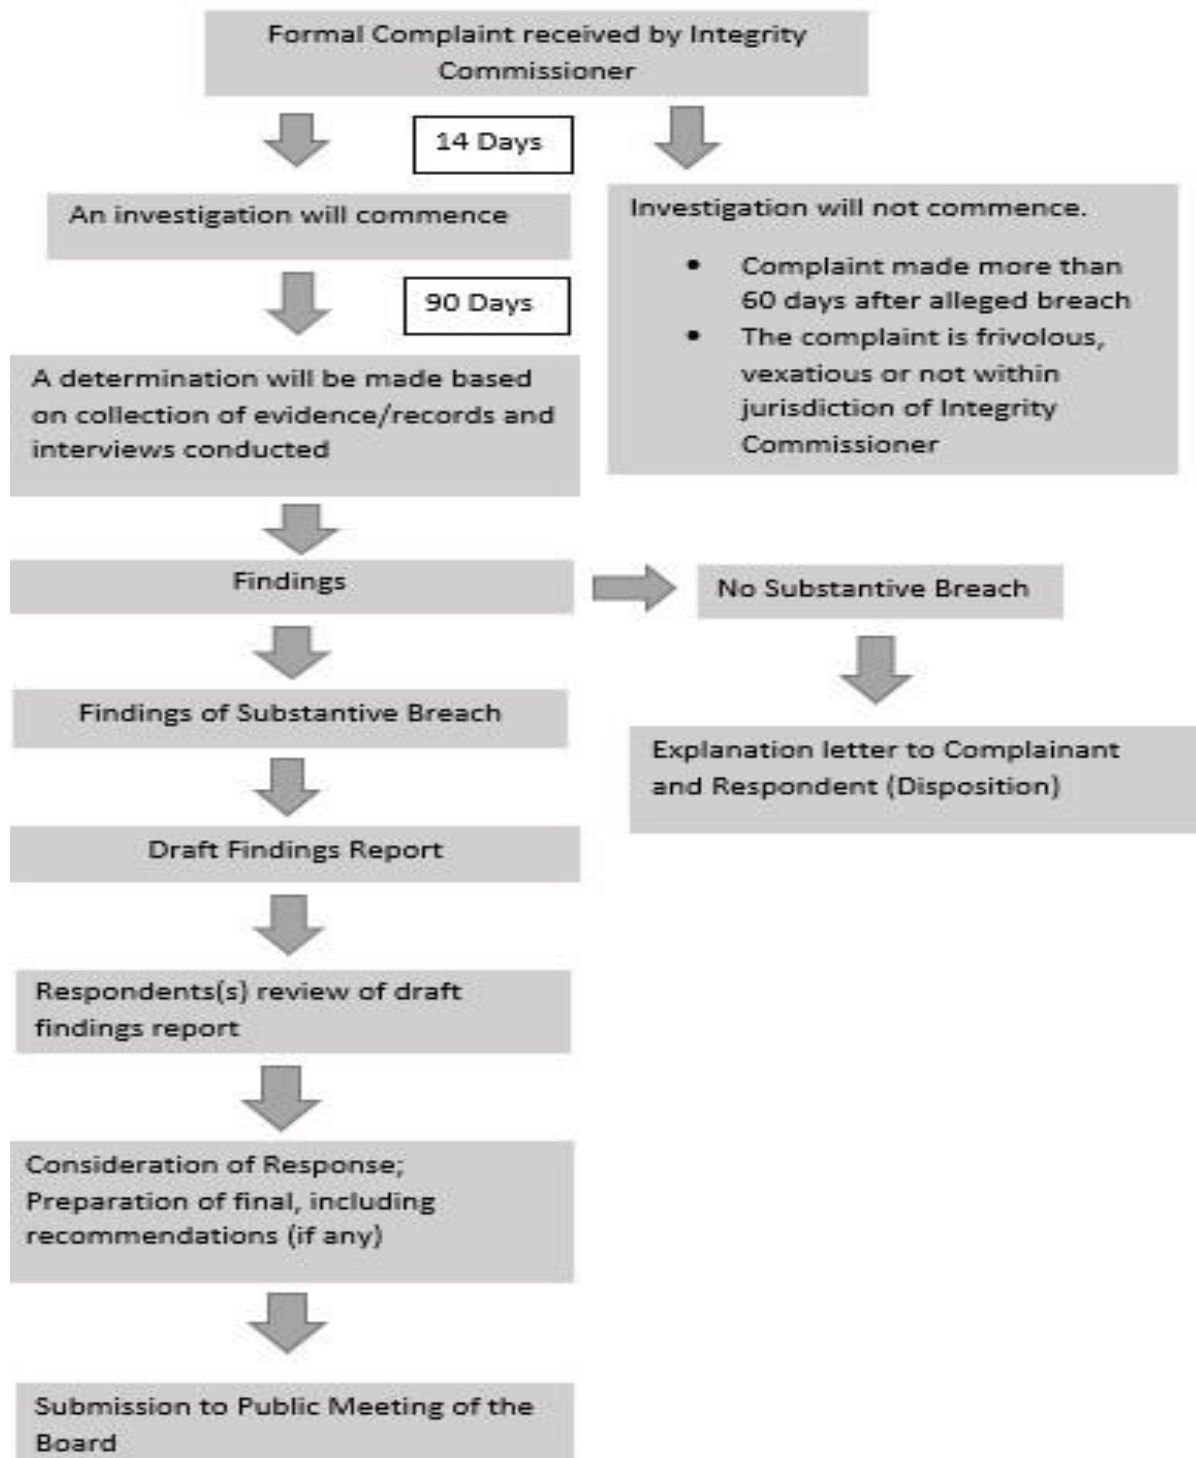 Formal Complaint received by Integrity
Commissioner
14 Days
An investigation will commence
Investigation will not commence.
• Complaint made more than
60 days after alleged breach
• The complaint is frivolous,
vexatious or not within
jurisdiction of Integrity
Commissioner
90 Days
A determination will be made based
on collection of evidence/records and
interviews conducted
Findings
No Substantive Breach
Findings of Substantive Breach
Explanation letter to Complainant
and Respondent (Disposition)
Draft Findings Report
Respondents(s) review of draft
findings report
Consideration of Response;
Preparation of final, including
recommendations (if any)
Submission to Public Meeting of the
Board